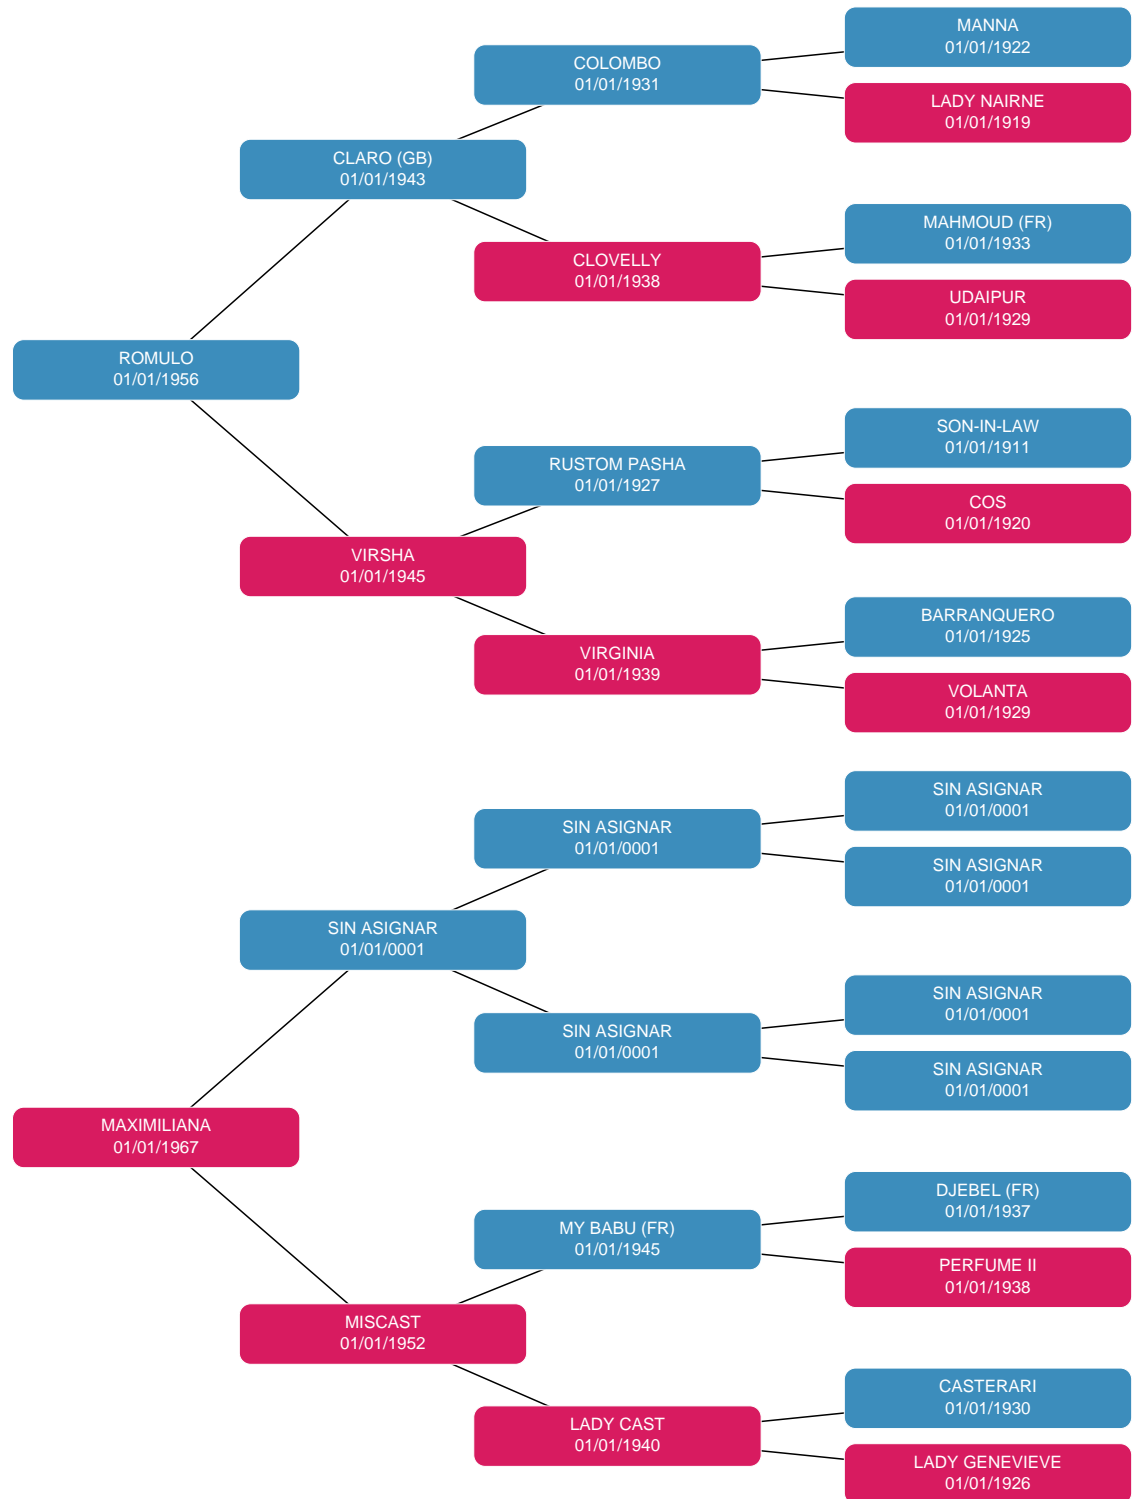 MANNA
01/01/1922
COLOMBO
01/01/1931
LADY NAIRNE
01/01/1919
CLARO (GB)
01/01/1943
MAHMOUD (FR)
01/01/1933
CLOVELLY
01/01/1938
UDAIPUR
01/01/1929
ROMULO
01/01/1956
SON-IN-LAW
01/01/1911
RUSTOM PASHA
01/01/1927
COS
01/01/1920
VIRSHA
01/01/1945
BARRANQUERO
01/01/1925
VIRGINIA
01/01/1939
VOLANTA
01/01/1929
SIN ASIGNAR
01/01/0001
SIN ASIGNAR
01/01/0001
SIN ASIGNAR
01/01/0001
SIN ASIGNAR
01/01/0001
SIN ASIGNAR
01/01/0001
SIN ASIGNAR
01/01/0001
SIN ASIGNAR
01/01/0001
MAXIMILIANA
01/01/1967
DJEBEL (FR)
01/01/1937
MY BABU (FR)
01/01/1945
PERFUME II
01/01/1938
MISCAST
01/01/1952
CASTERARI
01/01/1930
LADY CAST
01/01/1940
LADY GENEVIEVE
01/01/1926